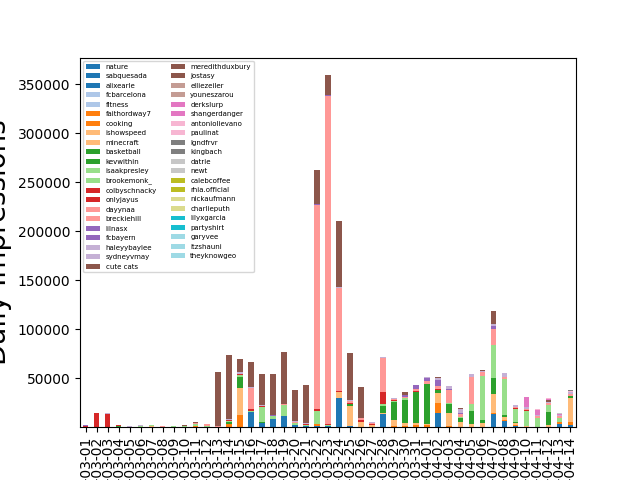 Daily Impressions
350000
300000
250000
200000
150000
100000
50000
nature
sabquesada
alixearle
fcbarcelona
fitness
faithordway7
cooking
ishowspeed
minecraft
basketball
kevwithin
isaakpresley
brookemonk_
colbyschnacky
onlyjayus
dayynaa
breckiehill
ilinasx
fcbayern
haleyybaylee
sydneyvmay
cute cats
meredithduxbury
jostasy
elliezeiler
youneszarou
derkslurp
shangerdanger
antoniolievano
paulinat
igndfrvr
kingbach
datrie
newt
calebcoffee
rhia.official
nickaufmann
charlieputh
lilyxgarcia
partyshirt
garyvee
itzshauni
theyknowgeo
03-01
03-02
03-03
03-04
03-05
03-06
03-07
03-08
03-09
03-10
03-11
03-12
03-13
03-14
03-15
03-16
03-17
03-18
03-19
03-20
03-21
03-22
03-23
03-24
03-25
03-26
03-27
03-28
03-29
03-30
03-31
04-01
04-02
04-03
04-04
04-05
04-06
04-07
04-08
04-09
04-10
04-11
04-12
04-13
04-14